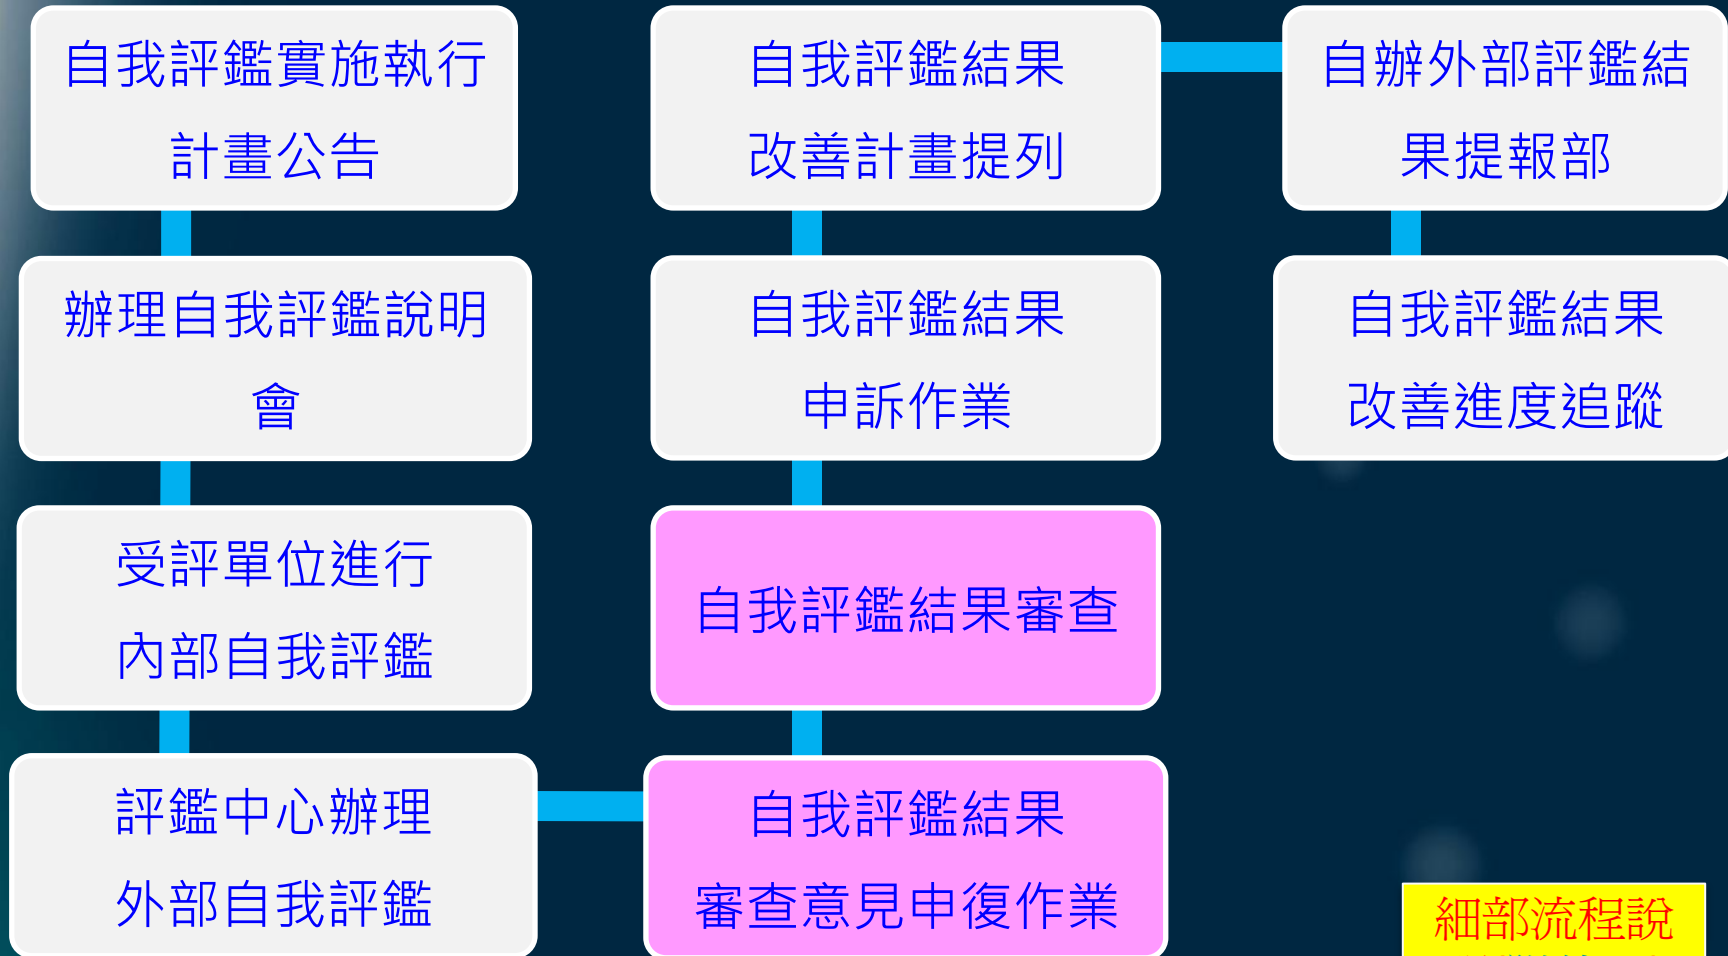 自我評鑑實施執行
計畫公告
辦理自我評鑑說明
會
受評單位進行
內部自我評鑑
評鑑中心辦理
外部自我評鑑
自我評鑑結果
改善計畫提列
自我評鑑結果
申訴作業
自我評鑑結果審查
自我評鑑結果
審查意見申復作業
自辦外部評鑑結
果提報部
自我評鑑結果
改善進度追蹤
細部流程說